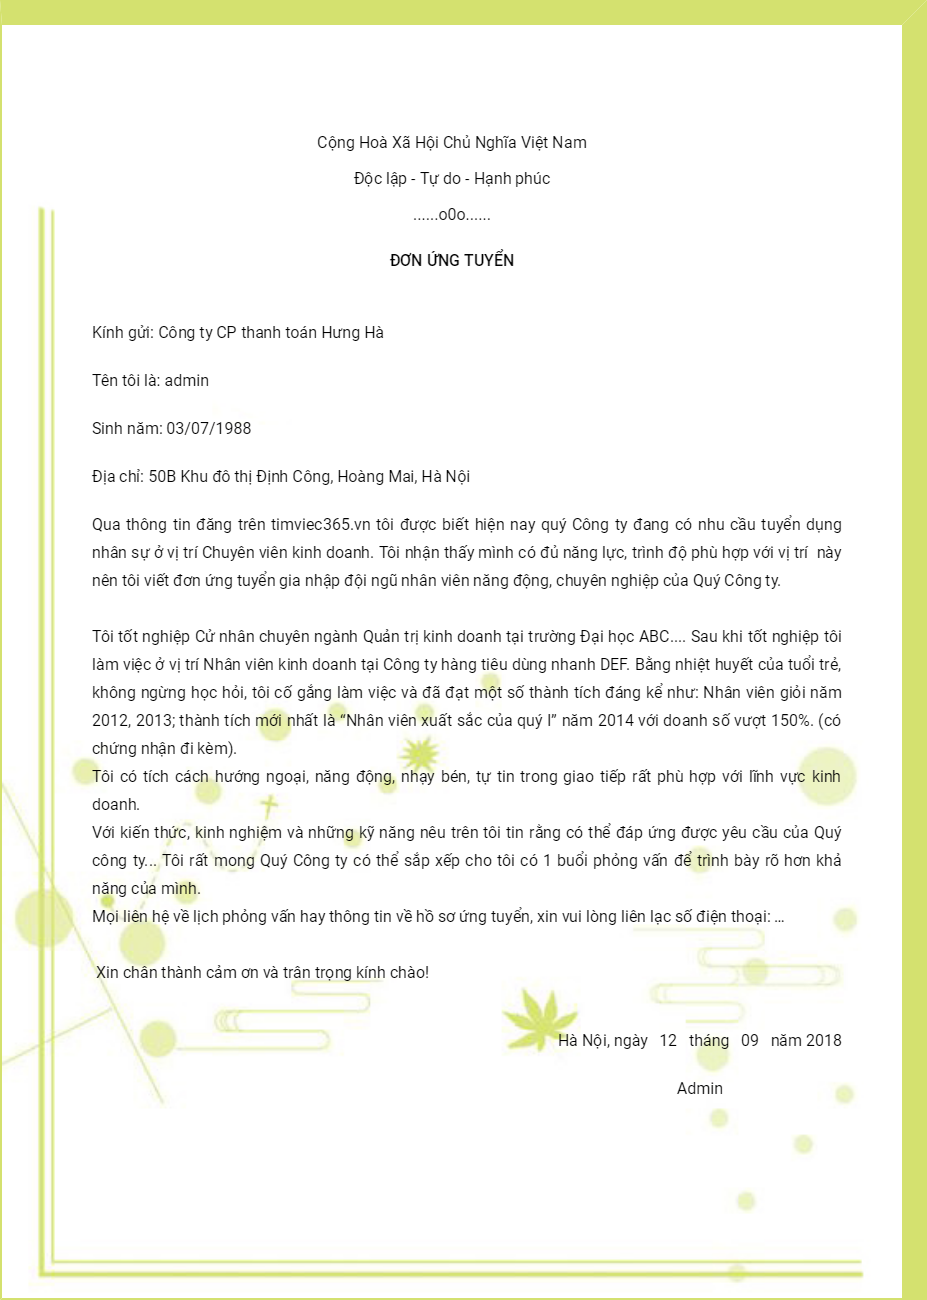 Cộng Hoà Xã Hội Chủ Nghĩa Việt Nam
Độc lập - Tự do - Hạnh phúc
......o0o......
ĐƠN ỨNG TUYỂN
Kính gửi: Công ty CP thanh toán Hưng Hà
Tên tôi là: admin
Sinh năm: 03/07/1988
Địa chỉ: 50B Khu đô thị Định Công, Hoàng Mai, Hà Nội
Qua thông tin đăng trên timviec365.vn tôi được biết hiện nay quý Công ty đang có nhu cầu tuyển dụng
nhân sự ở vị trí Chuyên viên kinh doanh. Tôi nhận thấy mình có đủ năng lực, trình độ phù hợp với vị trí này
nên tôi viết đơn ứng tuyển gia nhập đội ngũ nhân viên năng động, chuyên nghiệp của Quý Công ty.
Tôi tốt nghiệp Cử nhân chuyên ngành Quản trị kinh doanh tại trường Đại học ABC.... Sau khi tốt nghiệp tôi
làm việc ở vị trí Nhân viên kinh doanh tại Công ty hàng tiêu dùng nhanh DEF. Bằng nhiệt huyết của tuổi trẻ,
không ngừng học hỏi, tôi cố gắng làm việc và đã đạt một số thành tích đáng kể như: Nhân viên giỏi năm
2012, 2013; thành tích mới nhất là “Nhân viên xuất sắc của quý I” năm 2014 với doanh số vượt 150%. (có
chứng nhận đi kèm).
Tôi có tích cách hướng ngoại, năng động, nhạy bén, tự tin trong giao tiếp rất phù hợp với lĩnh vực kinh
doanh.
Với kiến thức, kinh nghiệm và những kỹ năng nêu trên tôi tin rằng có thể đáp ứng được yêu cầu của Quý
công ty... Tôi rất mong Quý Công ty có thể sắp xếp cho tôi có 1 buổi phỏng vấn để trình bày rõ hơn khả
năng của mình.
Mọi liên hệ về lịch phỏng vấn hay thông tin về hồ sơ ứng tuyển, xin vui lòng liên lạc số điện thoại: ...
Xin chân thành cảm ơn và trân trọng kính chào!
Hà Nội, ngày 12 tháng 09 năm 2018
Admin